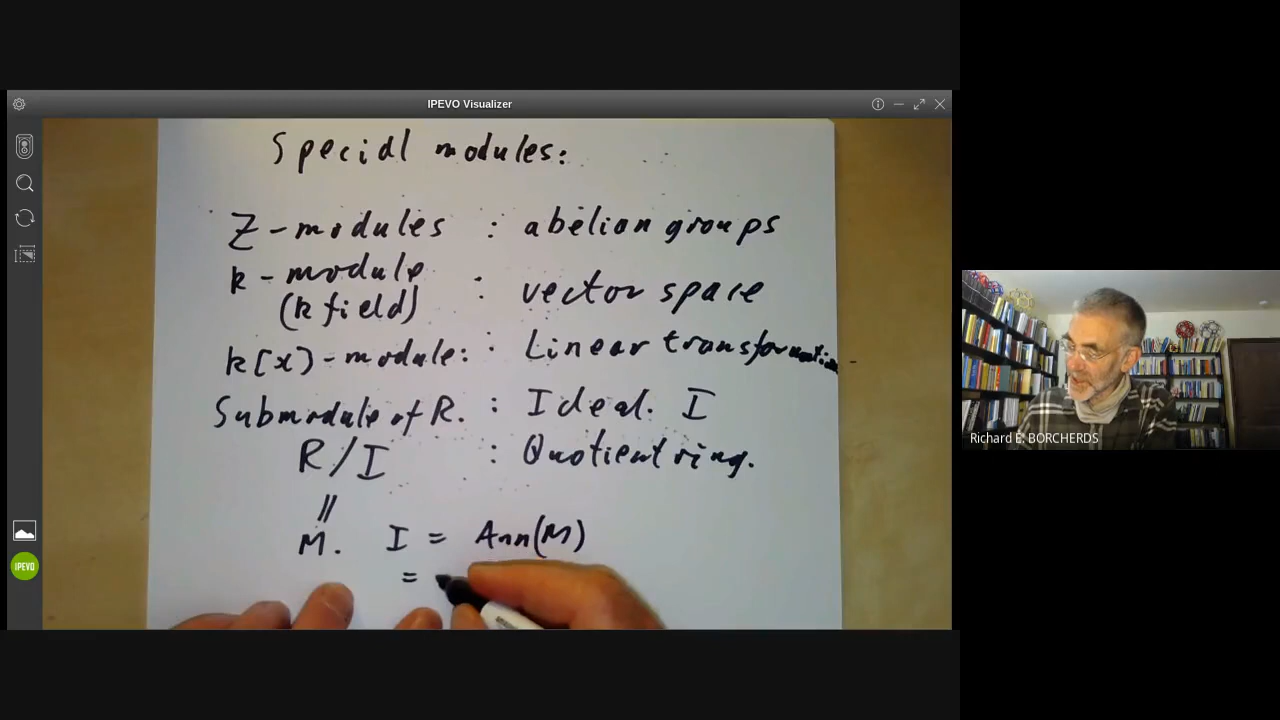 IPEVO Visualizer
Special modules:
Z-modules : abelian groups
k-module : vector space
(k field)
k[x]-module: : Linear transformation
Submodule of R. : Ideal. I
R/I : Quotient ring.
||
M. I = Ann(M)
=
Richard E. BORCHERDS
IPEVO